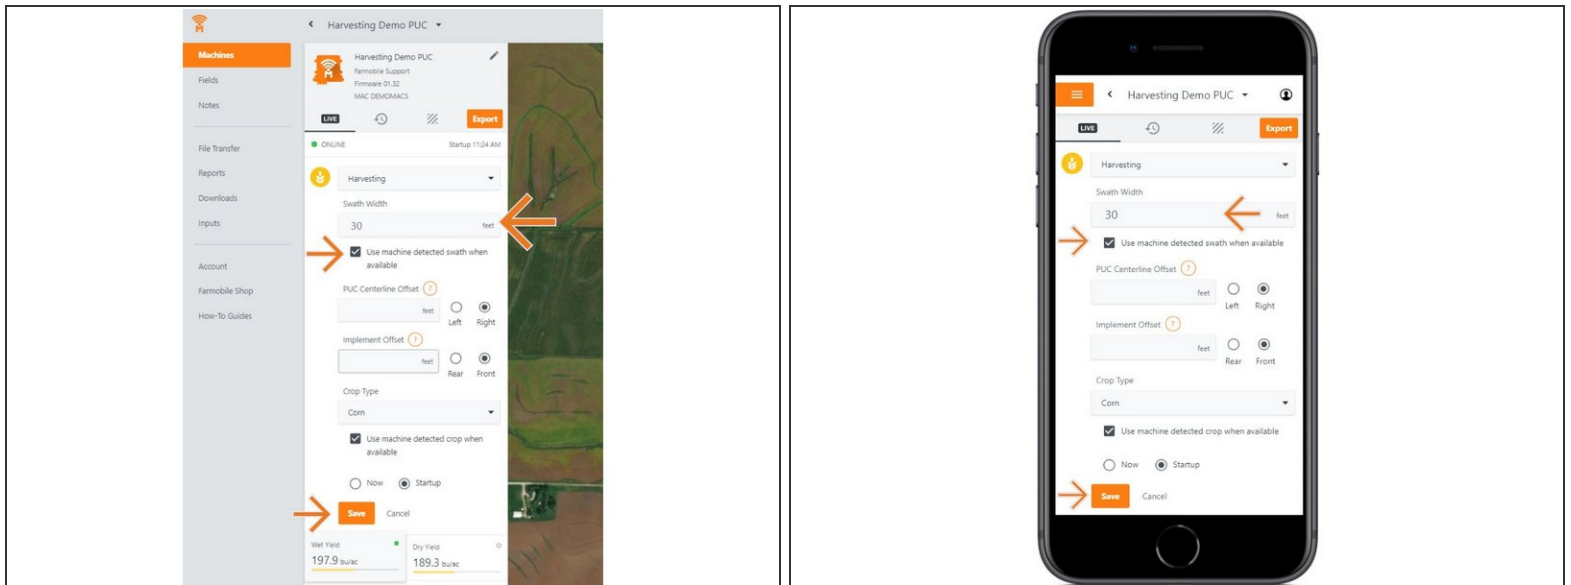 Harvesting Demo PUC
Machines
Fields
Notes
File Transfer
Reports
Downloads
Inputs
Account
Farmobile Shop
How-To Guides
Harvesting Demo PUC
Farmobile Support
Firmware 01.32
MAC DEMOMAC5
LIVE
Export
ONLINE
Startup 11:24 AM
Harvesting
Swath Width
30 feet
Use machine detected swath when
available
PUC Centerline Offset ?
feet
Left Right
Implement Offset ?
feet
Rear Front
Crop Type
Corn
Use machine detected crop when
available
Now Startup
Save Cancel
Wet Yield
197.9 bu/ac
Dry Yield
189.3 bu/ac
Harvesting Demo PUC
LIVE
Export
Harvesting
Swath Width
30 feet
Use machine detected swath when available
PUC Centerline Offset ?
feet
Left Right
Implement Offset ?
feet
Rear Front
Crop Type
Corn
Use machine detected crop when available
Now Startup
Save Cancel